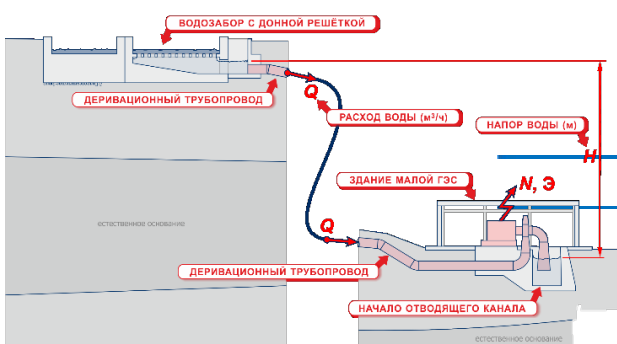 ВОДОЗАБОР С ДОННОЙ РЕШЁТКОЙ
ДЕРИВАЦИОННЫЙ ТРУБОПРОВОД
Q
РАСХОД ВОДЫ (м³/ч)
НАПОР ВОДЫ (м)
H
ЗДАНИЕ МАЛОЙ ГЭС
N, Э
естественное основание
Q
ДЕРИВАЦИОННЫЙ ТРУБОПРОВОД
НАЧАЛО ОТВОДЯЩЕГО КАНАЛА
естественное основание